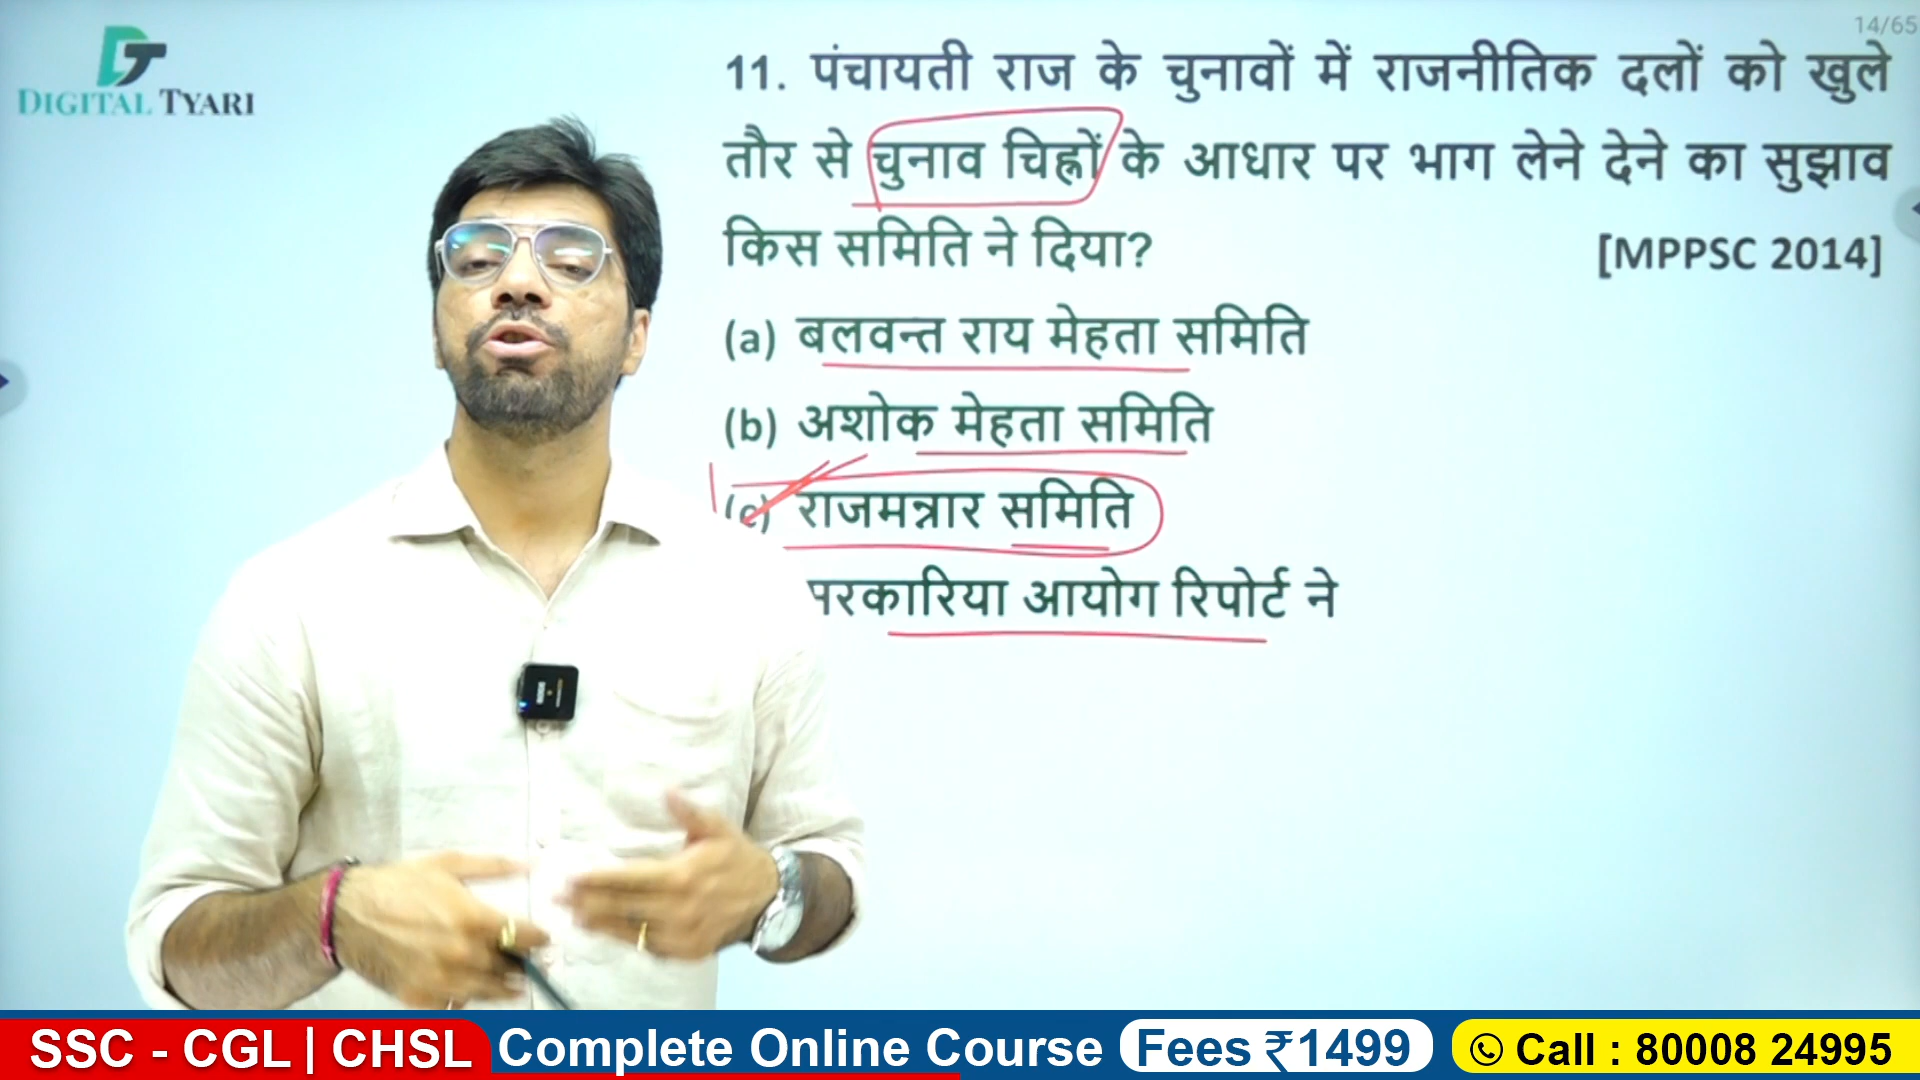 14/65
DIGITAL TYARI
11. पंचायती राज के चुनावों में राजनीतिक दलों को खुले
तौर से चुनाव चिह्नों के आधार पर भाग लेने देने का सुझाव
किस समिति ने दिया? [MPPSC 2014]
(a) बलवन्त राय मेहता समिति
(b) अशोक मेहता समिति
(c) राजमन्नार समिति
सरकारिया आयोग रिपोर्ट ने
SSC - CGL | CHSL Complete Online Course Fees ₹1499 Call : 80008 24995